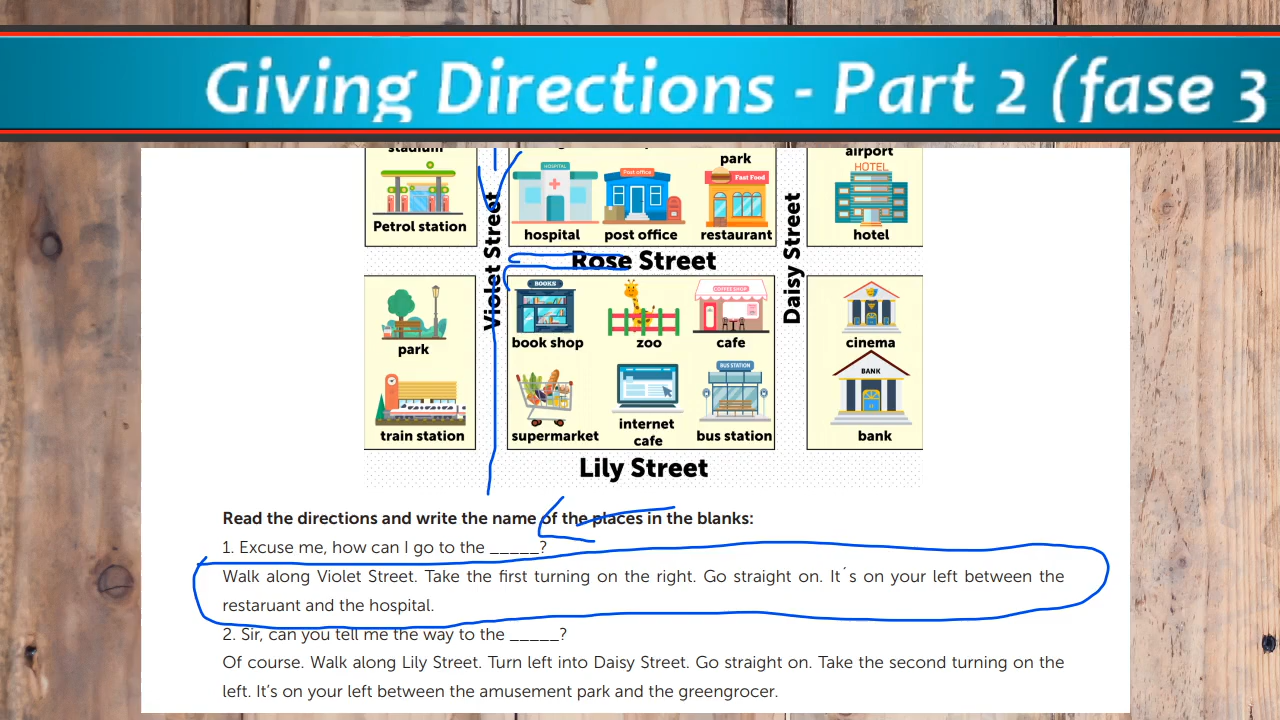 Giving Directions - Part 2 (fase 3
stadium
park
airport
HOSPITAL
Post office
Fast Food
HOTEL
Petrol station
hospital
post office
restaurant
hotel
Violet Street
Rose Street
Daisy Street
BOOKS
COFFEE SHOP
park
book shop
zoo
cafe
cinema
BUS STATION
BANK
train station
supermarket
internet
cafe
bus station
bank
Lily Street
Read the directions and write the name of the places in the blanks:
1. Excuse me, how can I go to the _____?
Walk along Violet Street. Take the first turning on the right. Go straight on. It´s on your left between the
restaruant and the hospital.
2. Sir, can you tell me the way to the _____?
Of course. Walk along Lily Street. Turn left into Daisy Street. Go straight on. Take the second turning on the
left. It's on your left between the amusement park and the greengrocer.